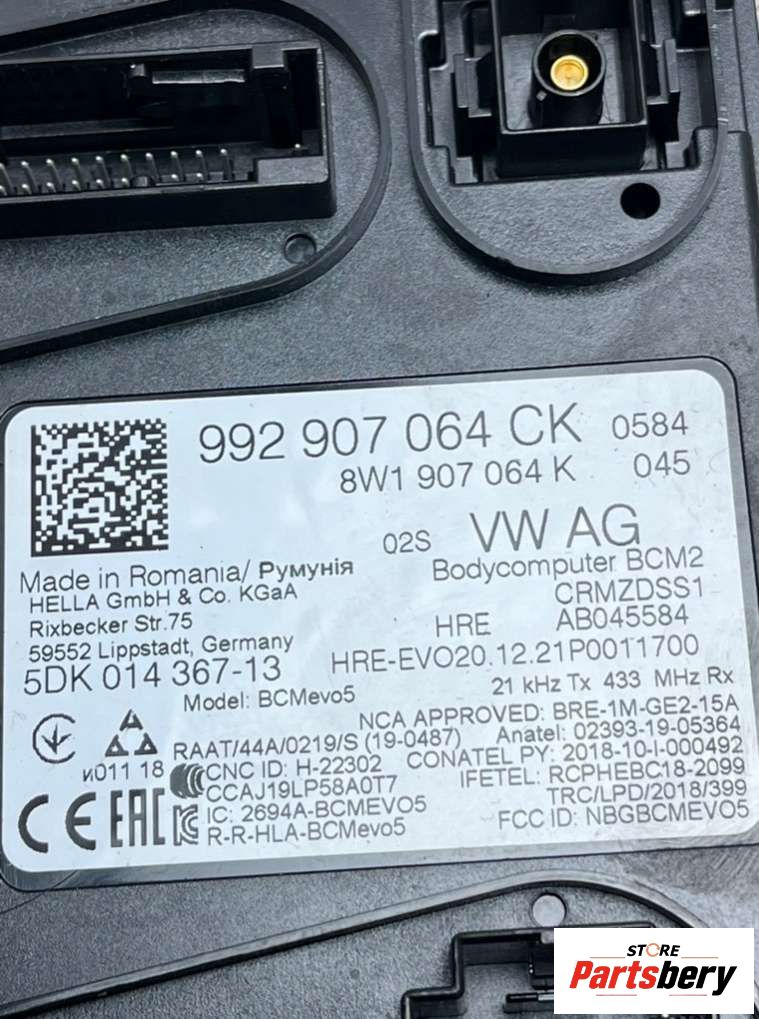 992 907 064 CK 0584
8W1 907 064 K 045
02S VW AG
Made in Romania/ Румунія
Bodycomputer BCM2
HELLA GmbH & Co. KGaA
CRMZDSS1
Rixbecker Str.75
HRE AB045584
59552 Lippstadt, Germany
5DK 014 367-13
HRE-EVO20.12.21P0011700
Model: BCMevo5
21 kHz Tx 433 MHz Rx
NCA APPROVED: BRE-1M-GE2-15A
RAAT/44A/0219/S (19-0487) Anatel: 02393-19-05364
и011 18 CNC ID: H-22302 CONATEL PY: 2018-10-I-000492
CCAJ19LP58A0T7 IFETEL: RCPHEBC18-2099
IC: 2694A-BCMEVO5 TRC/LPD/2018/399
CE EAC R-R-HLA-BCMevo5 FCC ID: NBGBCMEVO5
STORE
Partsbery